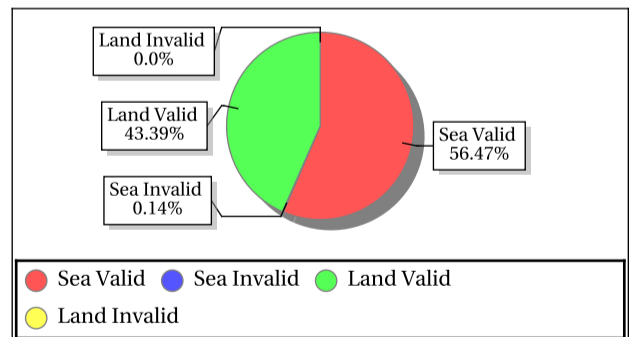 Land Invalid
0.0%
Land Valid
43.39%
Sea Valid
56.47%
Sea Invalid
0.14%
Sea Valid
Sea Invalid
Land Valid
Land Invalid